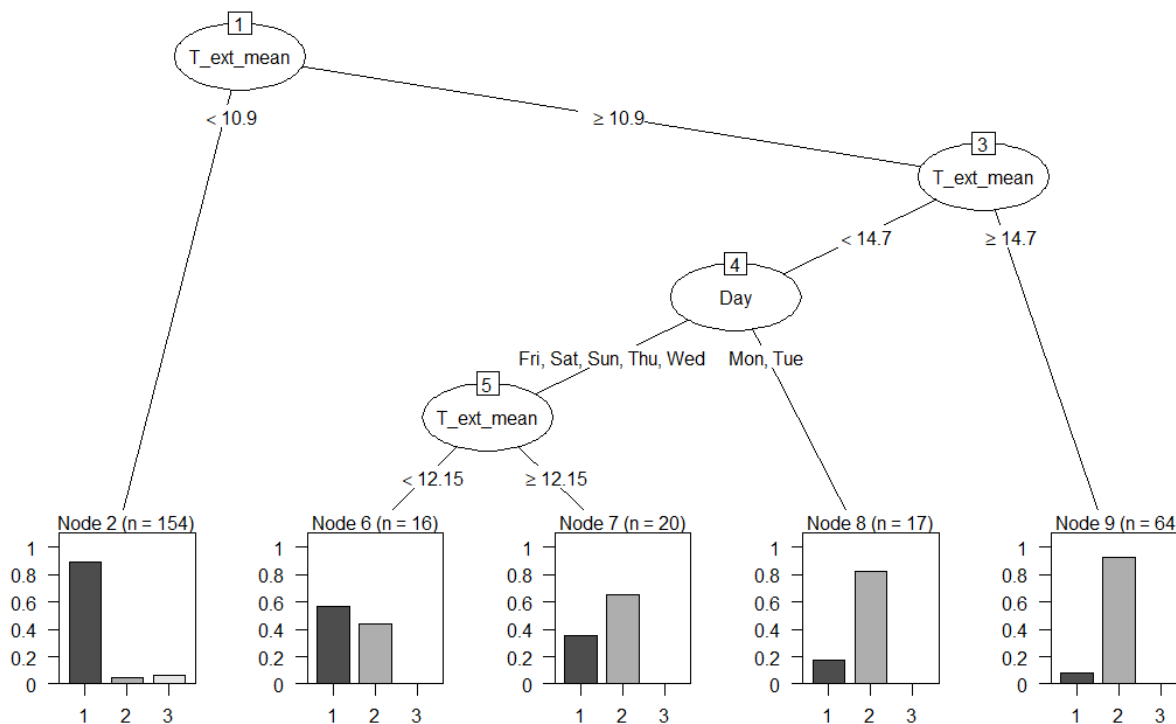 1
T_ext_mean
< 10.9
≥ 10.9
3
T_ext_mean
< 14.7
≥ 14.7
4
Day
Fri, Sat, Sun, Thu, Wed
Mon, Tue
5
T_ext_mean
< 12.15
≥ 12.15
Node 2 (n = 154)
1
0.8
0.6
0.4
0.2
0
1 2 3
Node 6 (n = 16)
1
0.8
0.6
0.4
0.2
0
1 2 3
Node 7 (n = 20)
1
0.8
0.6
0.4
0.2
0
1 2 3
Node 8 (n = 17)
1
0.8
0.6
0.4
0.2
0
1 2 3
Node 9 (n = 64
1
0.8
0.6
0.4
0.2
0
1 2 3